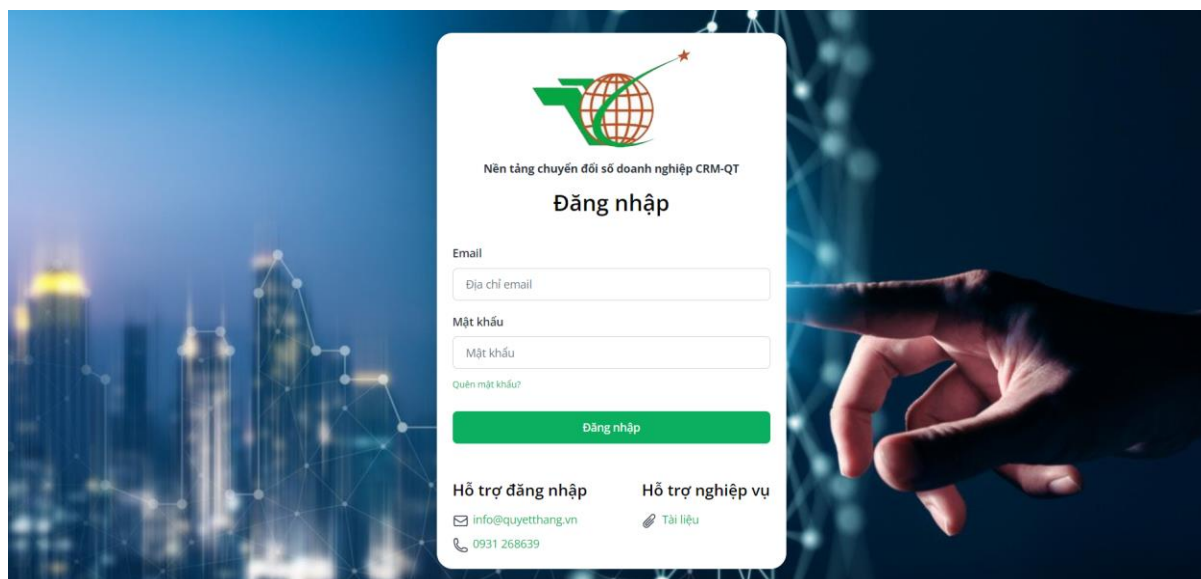 Nền tảng chuyển đổi số doanh nghiệp CRM-QT
Đăng nhập
Email
Địa chỉ email
Mật khẩu
Mật khẩu
Quên mật khẩu?
Đăng nhập
Hỗ trợ đăng nhập
info@quyetthang.vn
0931 268639
Hỗ trợ nghiệp vụ
Tài liệu